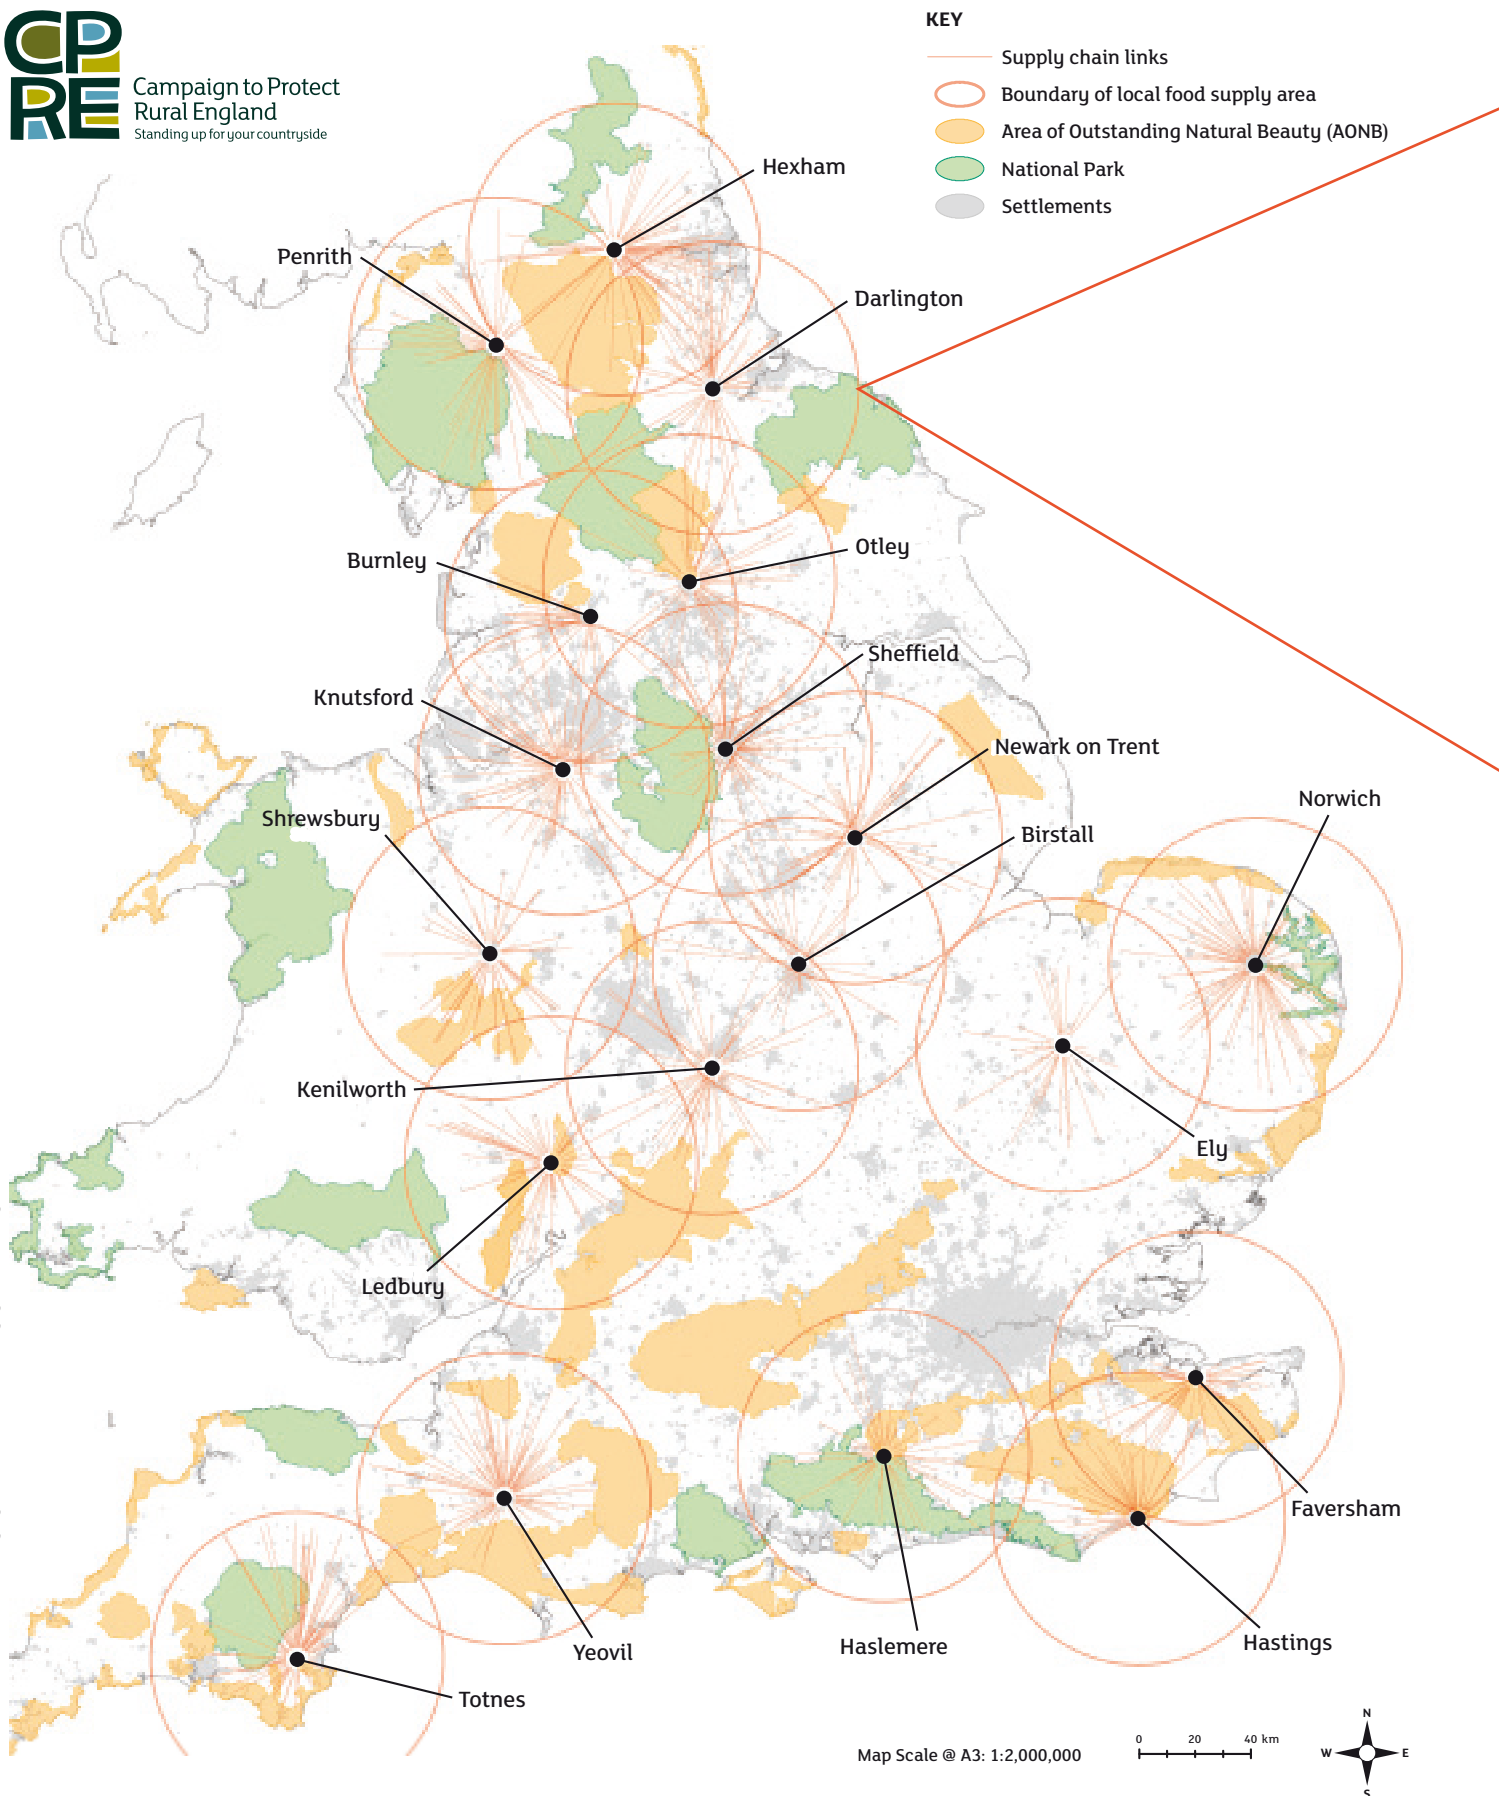 CPRE
Campaign to Protect
Rural England
Standing up for your countryside
KEY
Supply chain links
Boundary of local food supply area
Area of Outstanding Natural Beauty (AONB)
National Park
Settlements
Hexham
Penrith
Darlington
Burnley
Otley
Sheffield
Knutsford
Newark on Trent
Norwich
Shrewsbury
Birstall
Kenilworth
Ely
Ledbury
Faversham
Hastings
Haslemere
Yeovil
Totnes
Map Scale @ A3: 1:2,000,000
0 20 40 km
N
W E
S